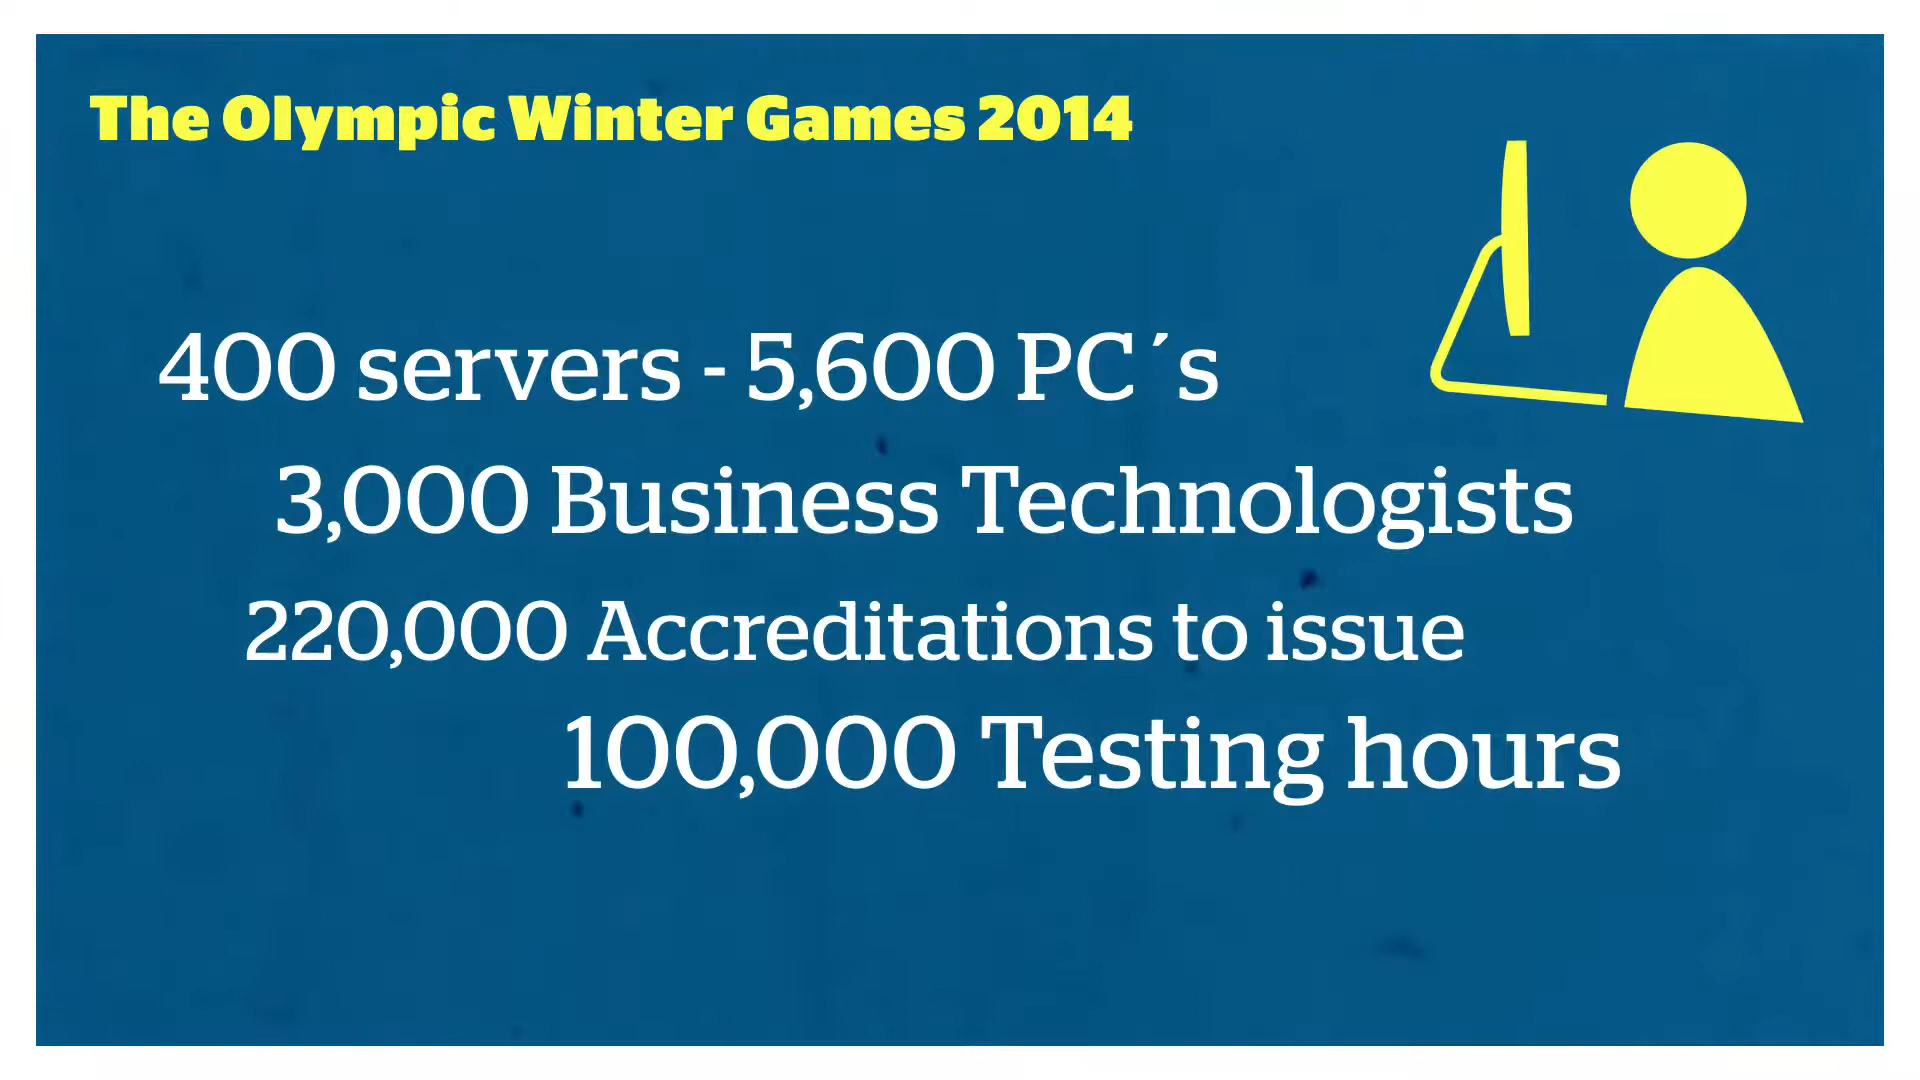 The Olympic Winter Games 2014
400 servers - 5,600 PC´s
3,000 Business Technologists
220,000 Accreditations to issue
100,000 Testing hours